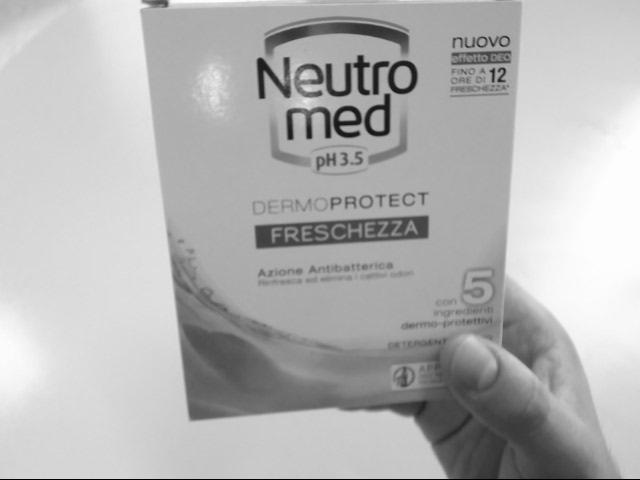 Neutro
med
pH 3.5
nuovo
effetto DEO
FINO A
ORE DI 12
FRESCHEZZA*
DERMOPROTECT
FRESCHEZZA
Azione Antibatterica
Rinfresca ed elimina i cattivi odori
con 5
ingredienti
dermo-protettivi
DETERGENT